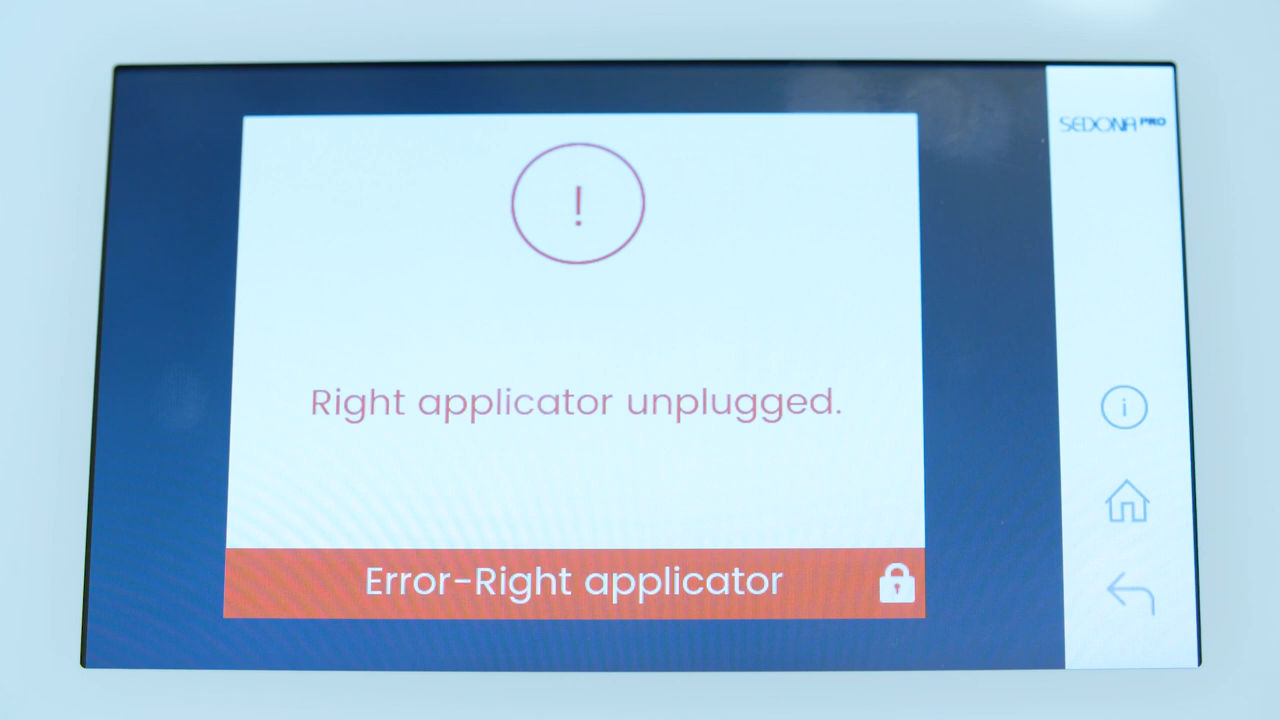 SEDONA PRO
!
Right applicator unplugged.
Error-Right applicator
i